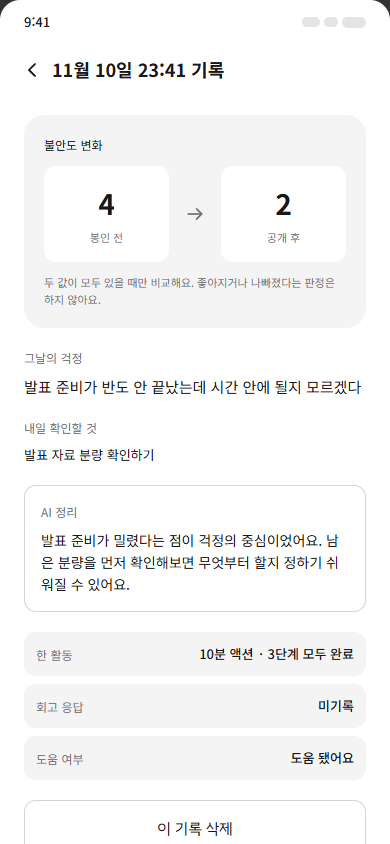 9:41
11월 10일 23:41 기록
불안도 변화
4
봉인 전
→
2
공개 후
두 값이 모두 있을 때만 비교해요. 좋아지거나 나빠졌다는 판정은
하지 않아요.
그날의 걱정
발표 준비가 반도 안 끝났는데 시간 안에 될지 모르겠다
내일 확인할 것
발표 자료 분량 확인하기
AI 정리
발표 준비가 밀렸다는 점이 걱정의 중심이었어요. 남
은 분량을 먼저 확인해보면 무엇부터 할지 정하기 쉬
워질 수 있어요.
한 활동
10분 액션 · 3단계 모두 완료
회고 응답
미기록
도움 여부
도움 됐어요
이 기록 삭제